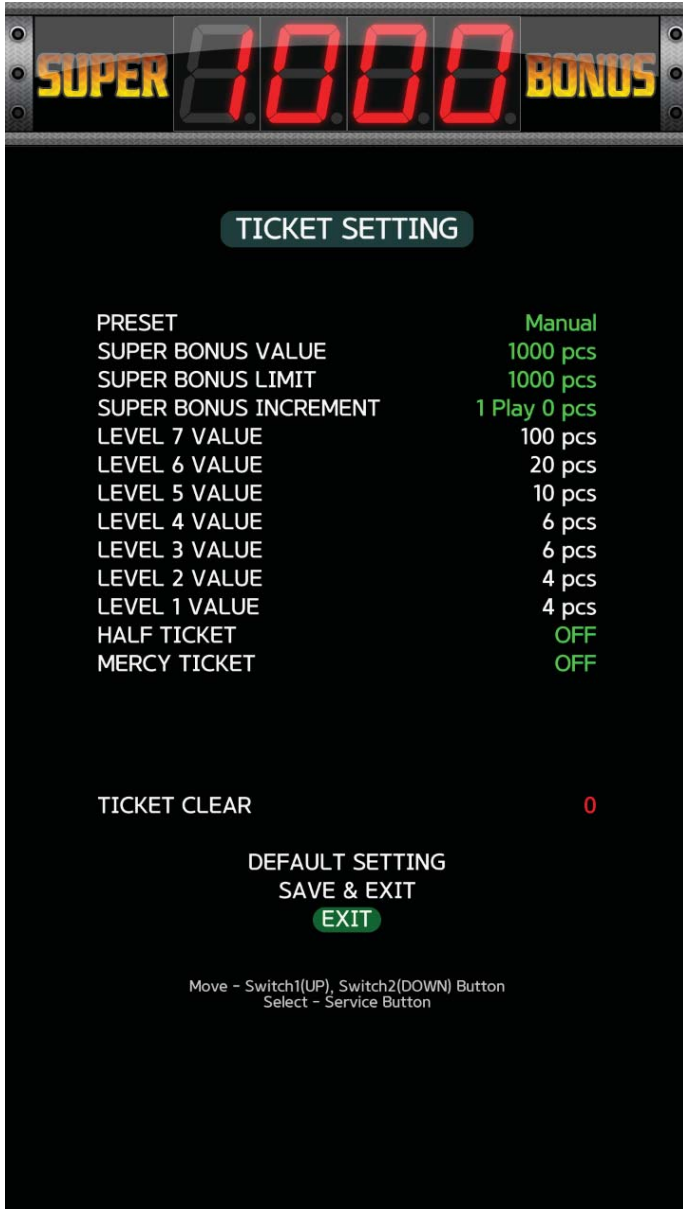 SUPER 1000 BONUS
TICKET SETTING
PRESET Manual
SUPER BONUS VALUE 1000 pcs
SUPER BONUS LIMIT 1000 pcs
SUPER BONUS INCREMENT 1 Play 0 pcs
LEVEL 7 VALUE 100 pcs
LEVEL 6 VALUE 20 pcs
LEVEL 5 VALUE 10 pcs
LEVEL 4 VALUE 6 pcs
LEVEL 3 VALUE 6 pcs
LEVEL 2 VALUE 4 pcs
LEVEL 1 VALUE 4 pcs
HALF TICKET OFF
MERCY TICKET OFF
TICKET CLEAR 0
DEFAULT SETTING
SAVE & EXIT
EXIT
Move - Switch1(UP), Switch2(DOWN) Button
Select - Service Button